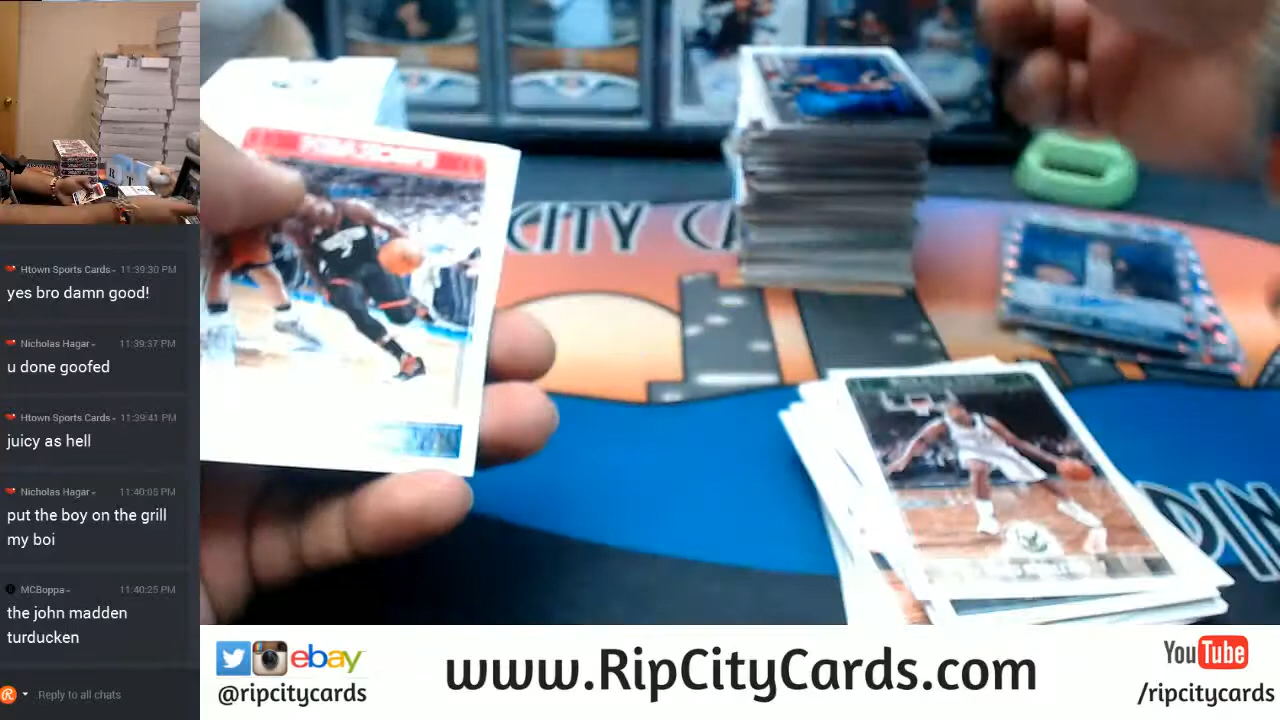 Htown Sports Cards- 11:39:30 PM
yes bro damn good!
Nicholas Hagar- 11:39:37 PM
u done goofed
Htown Sports Cards- 11:39:41 PM
juicy as hell
Nicholas Hagar- 11:40:05 PM
put the boy on the grill
my boi
MCBoppa- 11:40:25 PM
the john madden
turducken
Reply to all chats
CITY
DIN
ebay
@ripcitycards
www.RipCityCards.com
YouTube
/ripcitycards